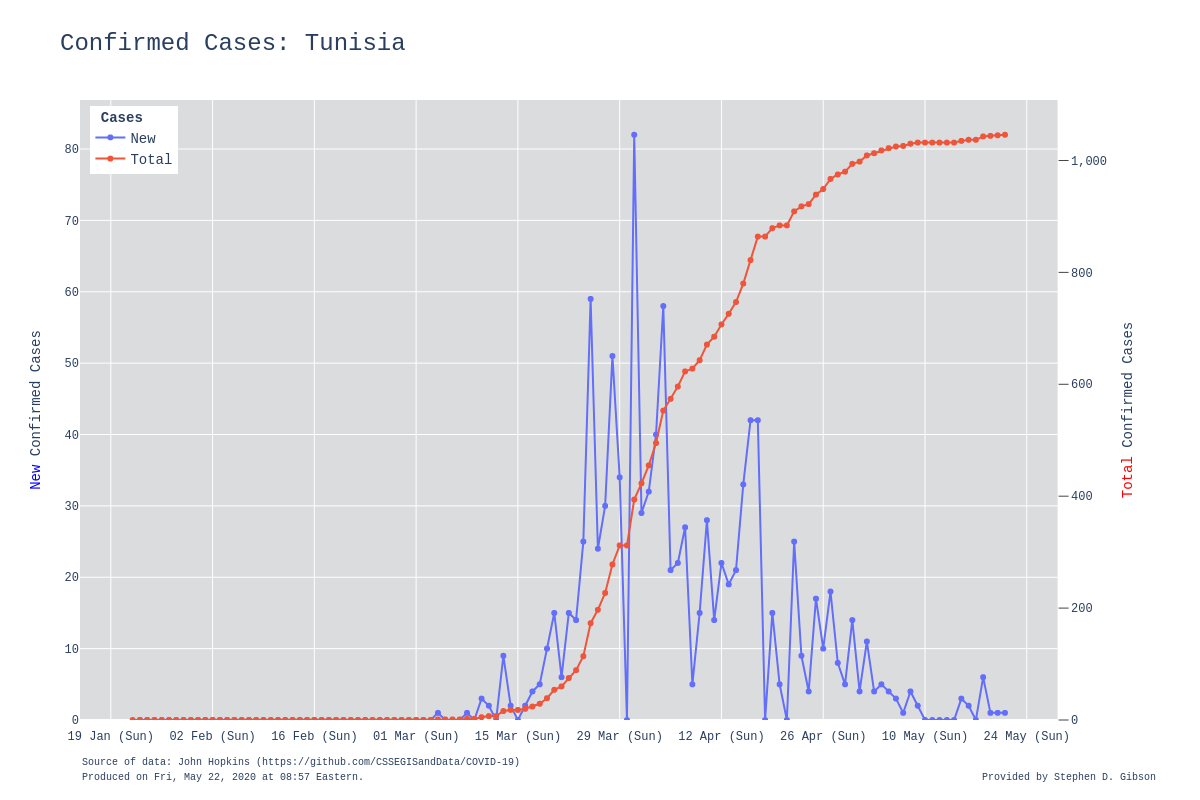 Confirmed Cases: Tunisia
Cases
New
Total
80
70
60
50
40
30
20
10
0
New Confirmed Cases
1,000
800
600
400
200
0
Total Confirmed Cases
19 Jan (Sun) 02 Feb (Sun) 16 Feb (Sun) 01 Mar (Sun) 15 Mar (Sun) 29 Mar (Sun) 12 Apr (Sun) 26 Apr (Sun) 10 May (Sun) 24 May (Sun)
Source of data: John Hopkins (https://github.com/CSSEGISandData/COVID-19)
Produced on Fri, May 22, 2020 at 08:57 Eastern.
Provided by Stephen D. Gibson